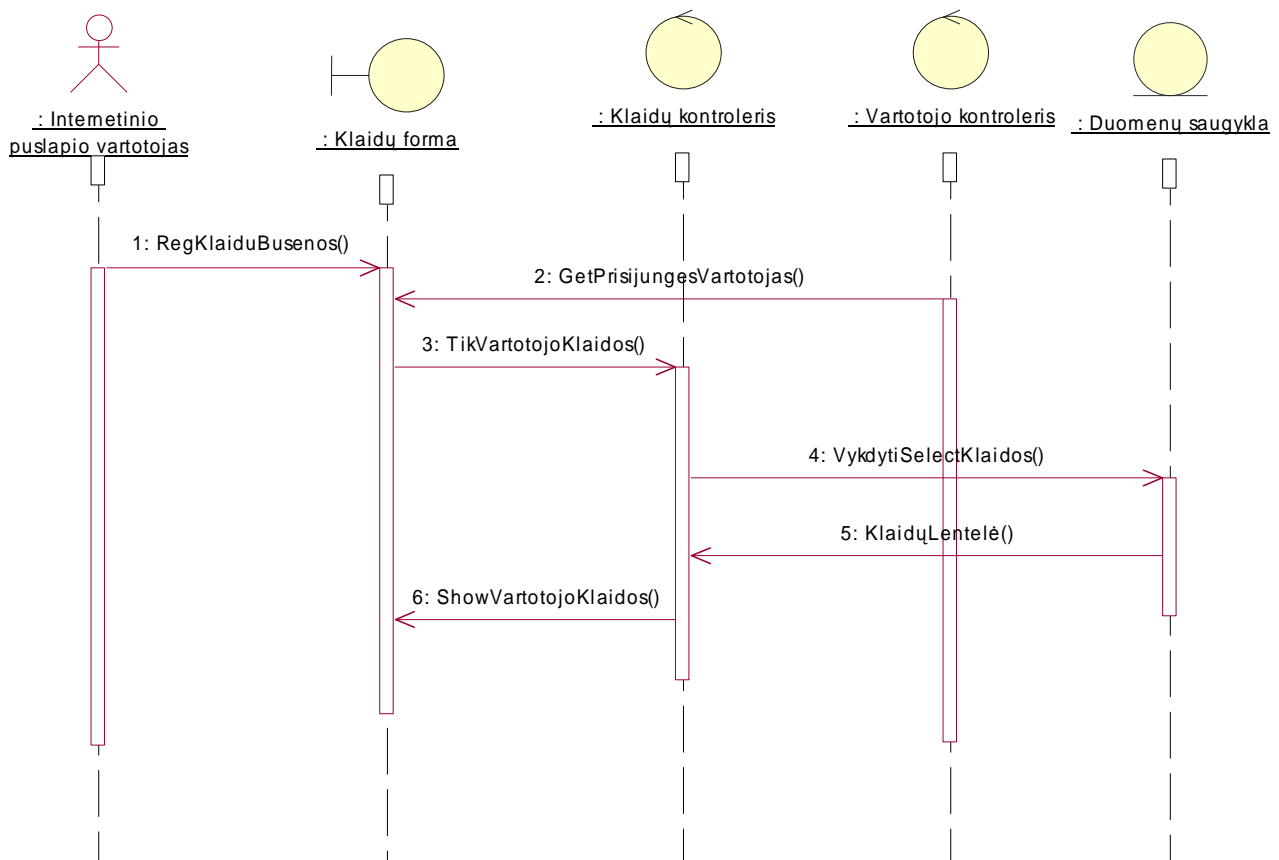 : Internetinio
puslapio vartotojas
: Klaidų forma
: Klaidų kontroleris
: Vartotojo kontroleris
: Duomenų saugykla
1: RegKlaiduBusenos()
2: GetPrisijungesVartotojas()
3: TikVartotojoKlaidos()
4: VykdytiSelectKlaidos()
5: KlaidųLentelė()
6: ShowVartotojoKlaidos()